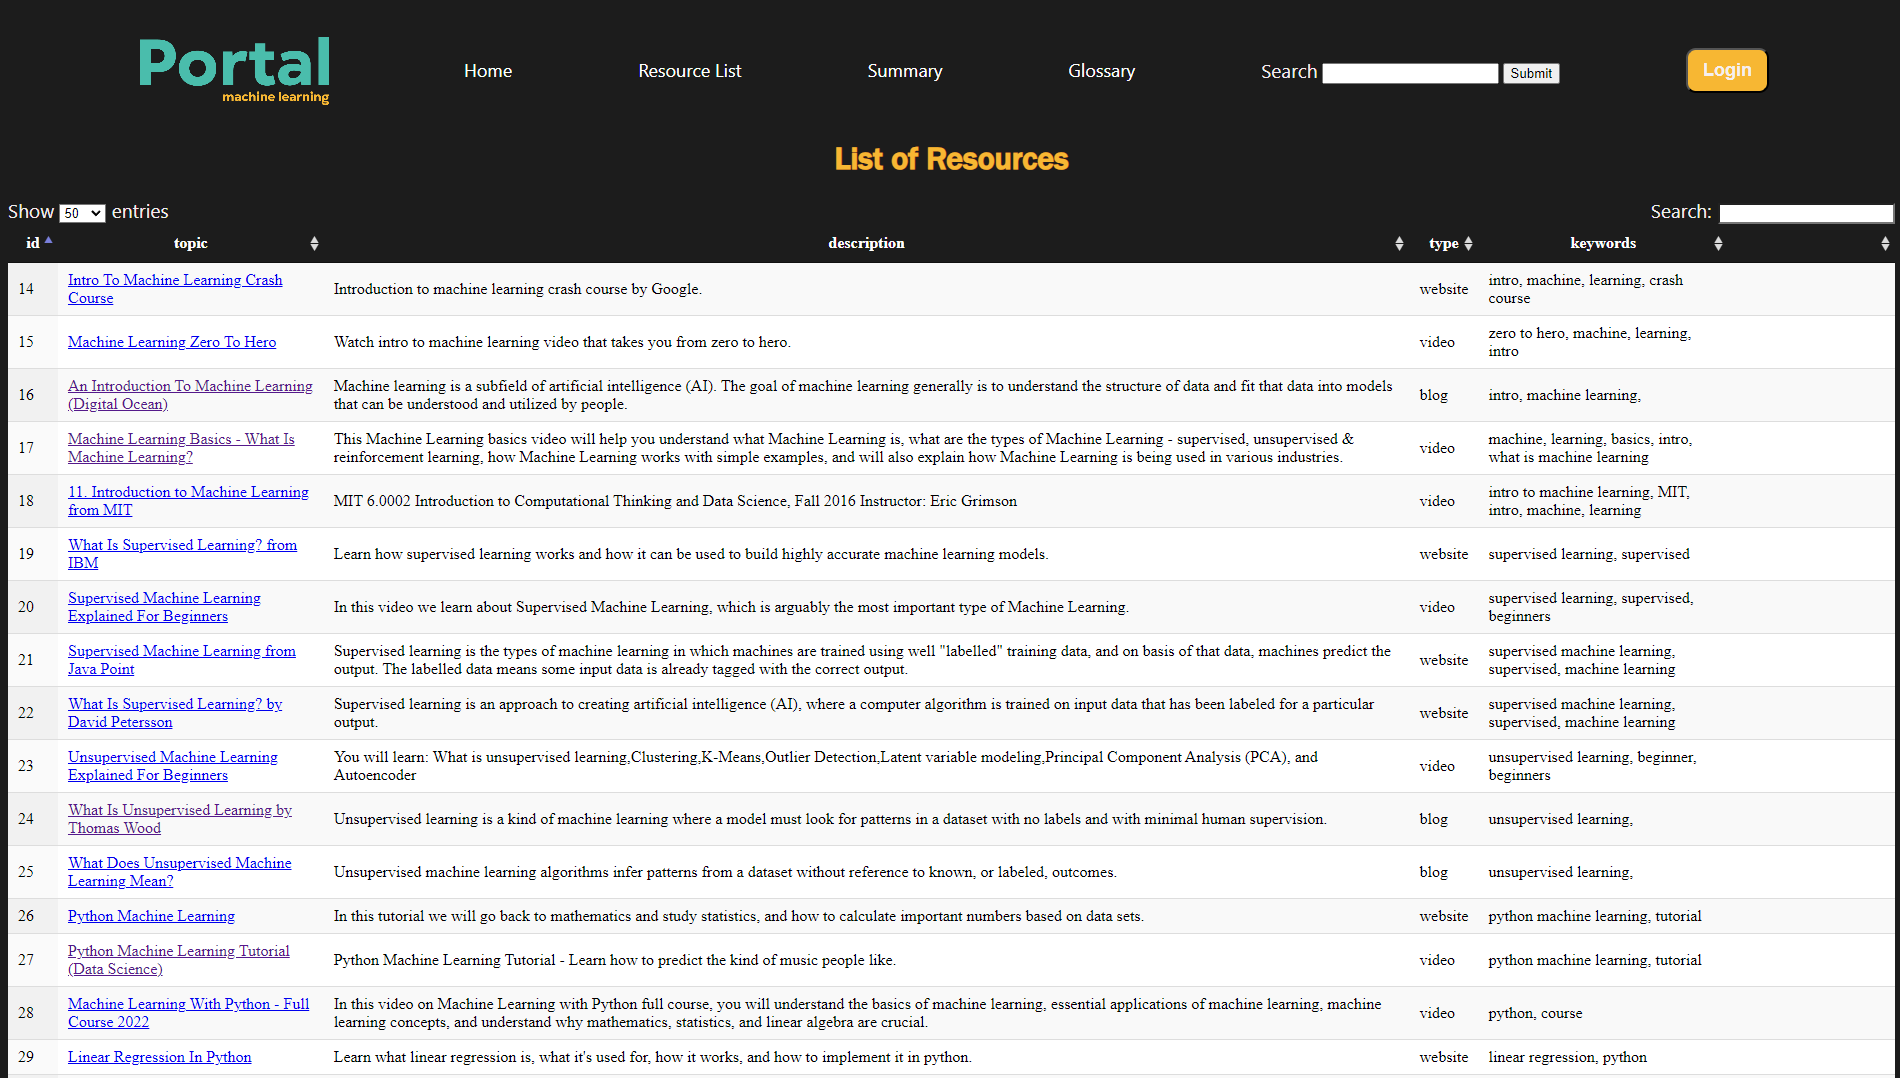 Portal
machine learning
Home
Resource List
Summary
Glossary
Search
Submit
Login
List of Resources
Show 50 entries
Search:
id topic description type keywords
14
Intro To Machine Learning Crash
Course
Introduction to machine learning crash course by Google.
website
intro, machine, learning, crash
course
15
Machine Learning Zero To Hero
Watch intro to machine learning video that takes you from zero to hero.
video
zero to hero, machine, learning,
intro
16
An Introduction To Machine Learning
(Digital Ocean)
Machine learning is a subfield of artificial intelligence (AI). The goal of machine learning generally is to understand the structure of data and fit that data into models
that can be understood and utilized by people.
blog
intro, machine learning,
17
Machine Learning Basics - What Is
Machine Learning?
This Machine Learning basics video will help you understand what Machine Learning is, what are the types of Machine Learning - supervised, unsupervised &
reinforcement learning, how Machine Learning works with simple examples, and will also explain how Machine Learning is being used in various industries.
video
machine, learning, basics, intro,
what is machine learning
18
11. Introduction to Machine Learning
from MIT
MIT 6.0002 Introduction to Computational Thinking and Data Science, Fall 2016 Instructor: Eric Grimson
video
intro to machine learning, MIT,
intro, machine, learning
19
What Is Supervised Learning? from
IBM
Learn how supervised learning works and how it can be used to build highly accurate machine learning models.
website
supervised learning, supervised
20
Supervised Machine Learning
Explained For Beginners
In this video we learn about Supervised Machine Learning, which is arguably the most important type of Machine Learning.
video
supervised learning, supervised,
beginners
21
Supervised Machine Learning from
Java Point
Supervised learning is the types of machine learning in which machines are trained using well "labelled" training data, and on basis of that data, machines predict the
output. The labelled data means some input data is already tagged with the correct output.
website
supervised machine learning,
supervised, machine learning
22
What Is Supervised Learning? by
David Petersson
Supervised learning is an approach to creating artificial intelligence (AI), where a computer algorithm is trained on input data that has been labeled for a particular
output.
website
supervised machine learning,
supervised, machine learning
23
Unsupervised Machine Learning
Explained For Beginners
You will learn: What is unsupervised learning,Clustering,K-Means,Outlier Detection,Latent variable modeling,Principal Component Analysis (PCA), and
Autoencoder
video
unsupervised learning, beginner,
beginners
24
What Is Unsupervised Learning by
Thomas Wood
Unsupervised learning is a kind of machine learning where a model must look for patterns in a dataset with no labels and with minimal human supervision.
blog
unsupervised learning,
25
What Does Unsupervised Machine
Learning Mean?
Unsupervised machine learning algorithms infer patterns from a dataset without reference to known, or labeled, outcomes.
blog
unsupervised learning,
26
Python Machine Learning
In this tutorial we will go back to mathematics and study statistics, and how to calculate important numbers based on data sets.
website
python machine learning, tutorial
27
Python Machine Learning Tutorial
(Data Science)
Python Machine Learning Tutorial - Learn how to predict the kind of music people like.
video
python machine learning, tutorial
28
Machine Learning With Python - Full
Course 2022
In this video on Machine Learning with Python full course, you will understand the basics of machine learning, essential applications of machine learning, machine
learning concepts, and understand why mathematics, statistics, and linear algebra are crucial.
video
python, course
29
Linear Regression In Python
Learn what linear regression is, what it's used for, how it works, and how to implement it in python.
website
linear regression, python